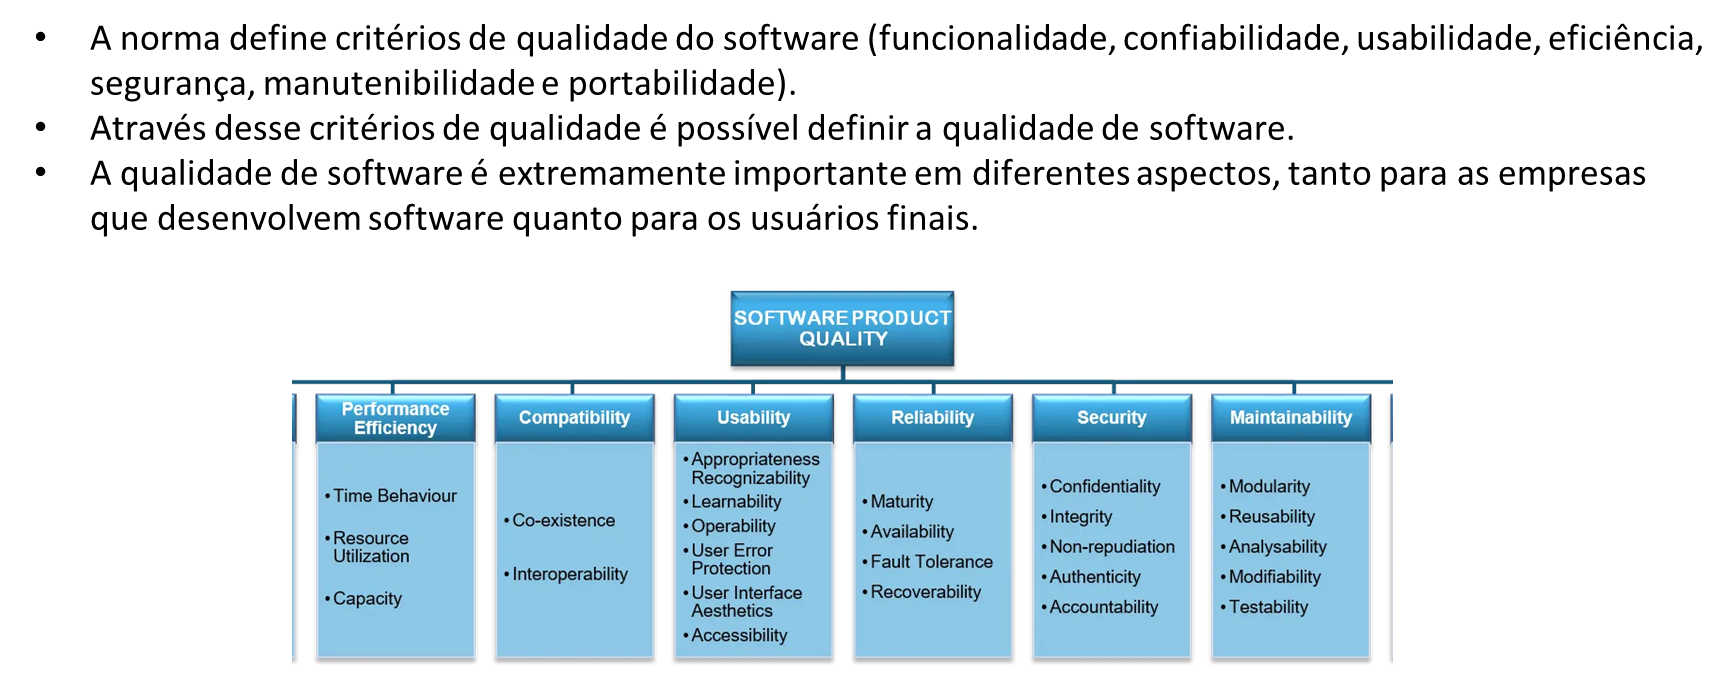 • A norma define critérios de qualidade do software (funcionalidade, confiabilidade, usabilidade, eficiência,
segurança, manutenibilidade e portabilidade).
• Através desse critérios de qualidade é possível definir a qualidade de software.
• A qualidade de software é extremamente importante em diferentes aspectos, tanto para as empresas
que desenvolvem software quanto para os usuários finais.
SOFTWARE PRODUCT
QUALITY
Performance
Efficiency
• Time Behaviour
• Resource
Utilization
• Capacity
Compatibility
• Co-existence
• Interoperability
Usability
• Appropriateness
Recognizability
• Learnability
• Operability
• User Error
Protection
• User Interface
Aesthetics
• Accessibility
Reliability
• Maturity
• Availability
• Fault Tolerance
• Recoverability
Security
• Confidentiality
• Integrity
• Non-repudiation
• Authenticity
• Accountability
Maintainability
• Modularity
• Reusability
• Analysability
• Modifiability
• Testability